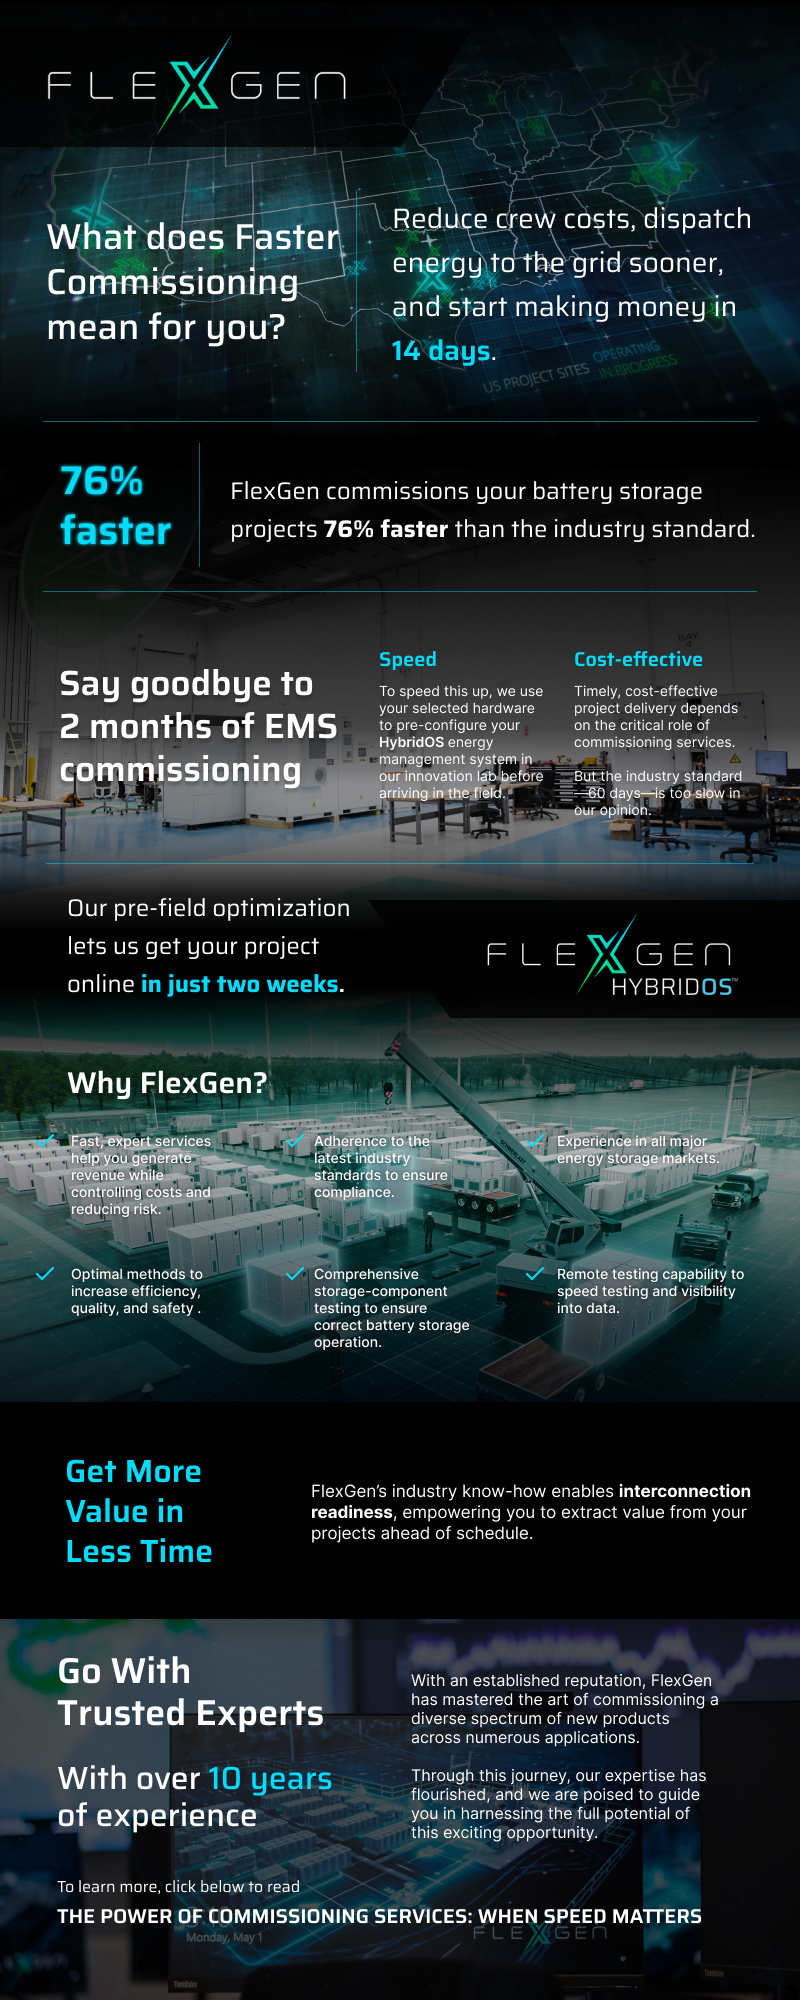 FLEXGEN
What does Faster
Commissioning
mean for you?
Reduce crew costs, dispatch
energy to the grid sooner,
and start making money in
14 days.
US PROJECT SITES
OPERATING
IN PROGRESS
76%
faster
FlexGen commissions your battery storage
projects 76% faster than the industry standard.
BAY
Say goodbye to
2 months of EMS
commissioning
Speed
To speed this up, we use
your selected hardware
to pre-configure your
HybridOS energy
management system in
our innovation lab before
arriving in the field.
Cost-effective
Timely, cost-effective
project delivery depends
on the critical role of
commissioning services.
But the industry standard
—60 days—is too slow in
our opinion.
Our pre-field optimization
lets us get your project
online in just two weeks.
FLEXGEN
HYBRIDOS™
Why FlexGen?
Fast, expert services
help you generate
revenue while
controlling costs and
reducing risk.
Adherence to the
latest industry
standards to ensure
compliance.
Experience in all major
energy storage markets.
Optimal methods to
increase efficiency,
quality, and safety .
Comprehensive
storage-component
testing to ensure
correct battery storage
operation.
Remote testing capability to
speed testing and visibility
into data.
Get More
Value in
Less Time
FlexGen’s industry know-how enables interconnection
readiness, empowering you to extract value from your
projects ahead of schedule.
Go With
Trusted Experts
With over 10 years
of experience
With an established reputation, FlexGen
has mastered the art of commissioning a
diverse spectrum of new products
across numerous applications.
Through this journey, our expertise has
flourished, and we are poised to guide
you in harnessing the full potential of
this exciting opportunity.
To learn more, click below to read
THE POWER OF COMMISSIONING SERVICES: WHEN SPEED MATTERS
Monday, May 1
FLEXGEN
ThinkVision
ThinkVision